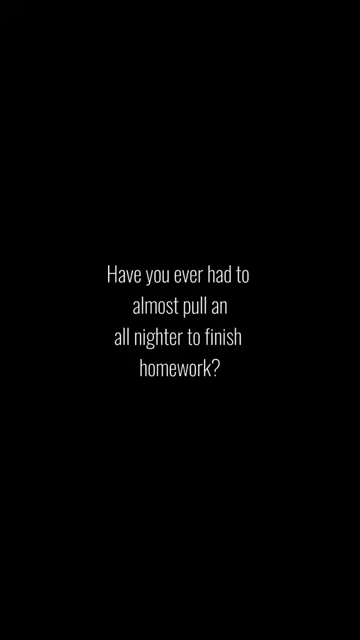 Have you ever had to
almost pull an
all nighter to finish
homework?